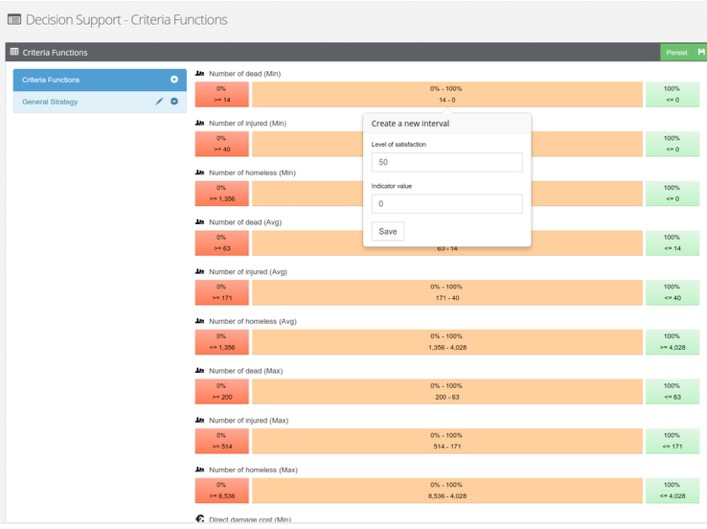 Decision Support - Criteria Functions
Criteria Functions
Persist
Criteria Functions
General Strategy
Number of dead (Min)
0% 0% - 100% 100%
>= 14 14 - 0 <= 0
Create a new interval
Level of satisfaction
50
Indicator value
0
Save
Number of injured (Min)
0% 100%
>= 40 <= 0
Number of homeless (Min)
0% 100%
>= 1,356 <= 0
Number of dead (Avg)
0% 100%
>= 63 63 - 14 <= 14
Number of injured (Avg)
0% 0% - 100% 100%
>= 171 171 - 40 <= 40
Number of homeless (Avg)
0% 0% - 100% 100%
<= 1,356 1,356 - 4,028 >= 4,028
Number of dead (Max)
0% 0% - 100% 100%
>= 200 200 - 63 <= 63
Number of injured (Max)
0% 0% - 100% 100%
>= 514 514 - 171 <= 171
Number of homeless (Max)
0% 0% - 100% 100%
>= 8,536 8,536 - 4,028 <= 4,028
Direct damage cost (Min)